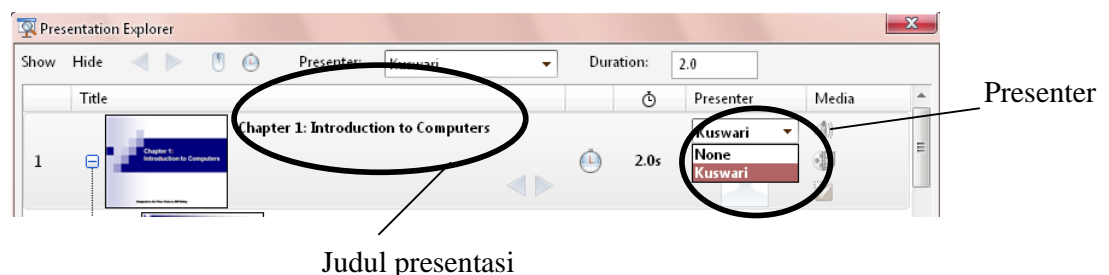 Presentation Explorer
Show Hide Presenter: Kuswari Duration: 2.0
Title Presenter Media
Presenter
Chapter 1: Introduction to Computers
Kuswari
1
Chapter 1:
Introduction to Computers
2.0s
None
Kuswari
Judul presentasi